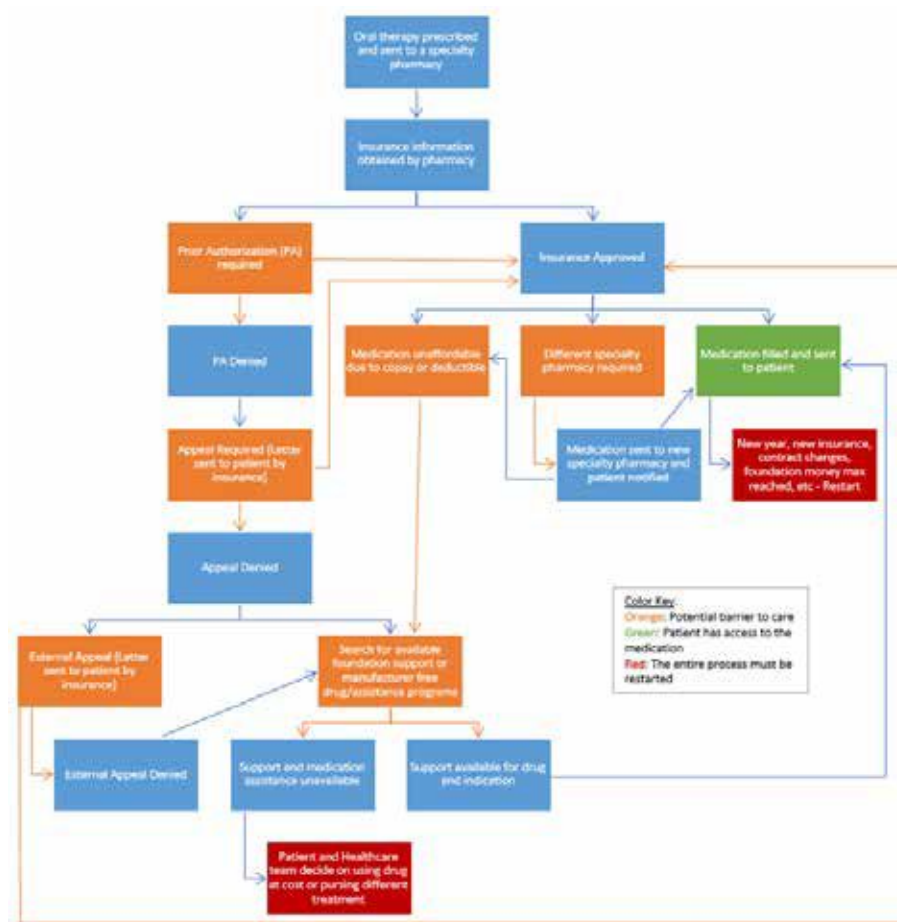 Oral therapy prescribed
and sent to a specialty
pharmacy
Insurance information
obtained by pharmacy
Prior Authorization (PA)
required
Insurance Approved
PA Denied
Medication unaffordable
due to copay or deductible
Different specialty
pharmacy required
Medication filled and sent
to patient
Appeal Required (Letter
sent to patient by
insurance)
Medication sent to new
specialty pharmacy and
patient notified
New year, new insurance,
contract changes,
foundation money max
reached, etc - Restart
Appeal Denied
Color Key:
Orange: Potential barrier to care
Green: Patient has access to the
medication
Red: The entire process must be
restarted
External Appeal (Letter
sent to patient by
insurance)
Search for available
foundation support or
manufacturer free
drug/assistance programs
External Appeal Denied
Support and medication
assistance unavailable
Support available for drug
and indication
Patient and Healthcare
team decide on using drug
at cost or pursing different
treatment